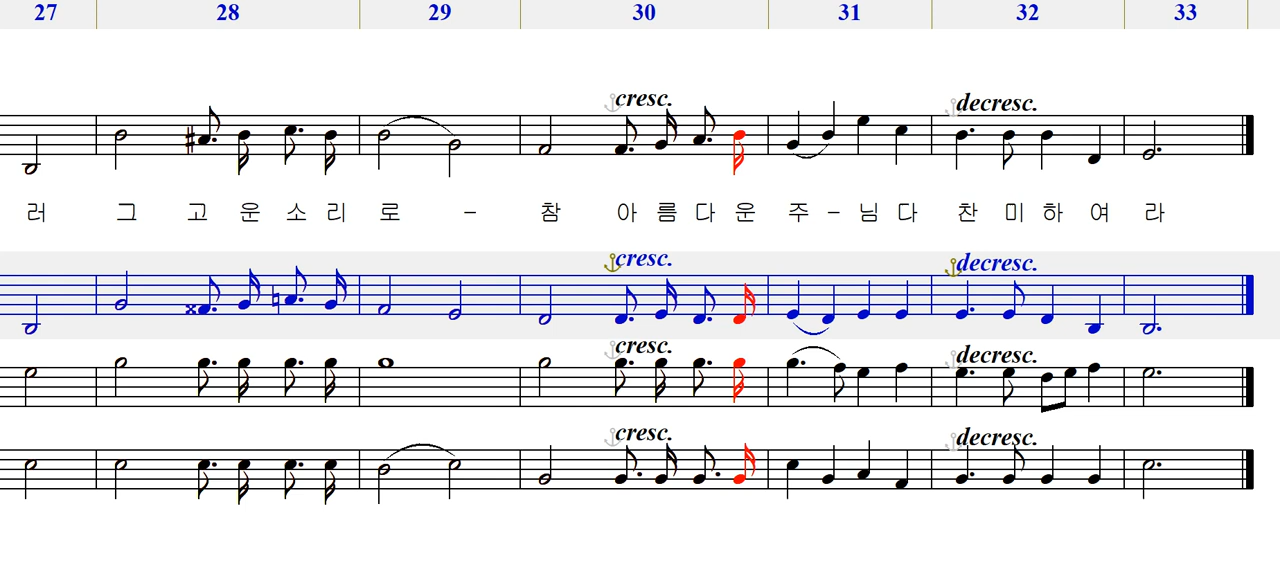 27 28 29 30 31 32 33
cresc. decresc.
러 그 고 운 소 리 로 - 참 아 름 다 운 주 - 님 다 찬 미 하 여 라
cresc. decresc.
cresc. decresc.
cresc. decresc.